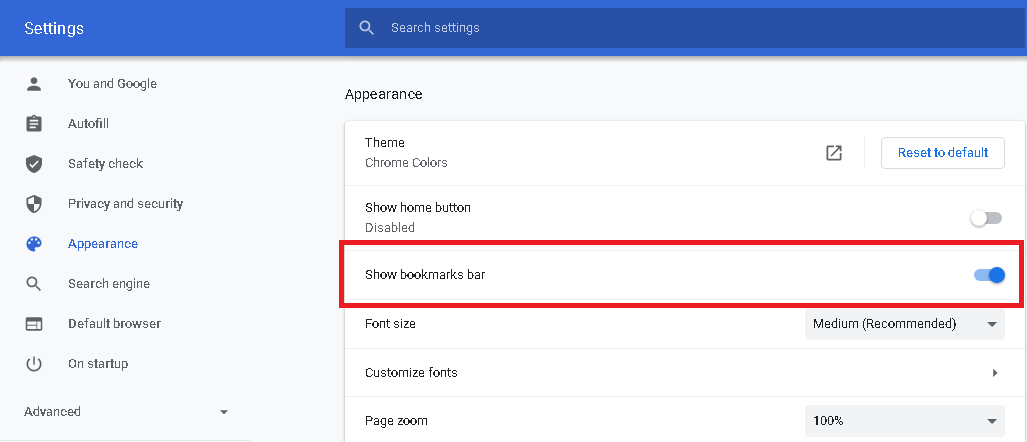 Settings
Search settings
You and Google
Autofill
Safety check
Privacy and security
Appearance
Search engine
Default browser
On startup
Advanced
Appearance
Theme
Chrome Colors
Reset to default
Show home button
Disabled
Show bookmarks bar
Font size
Medium (Recommended)
Customize fonts
Page zoom
100%